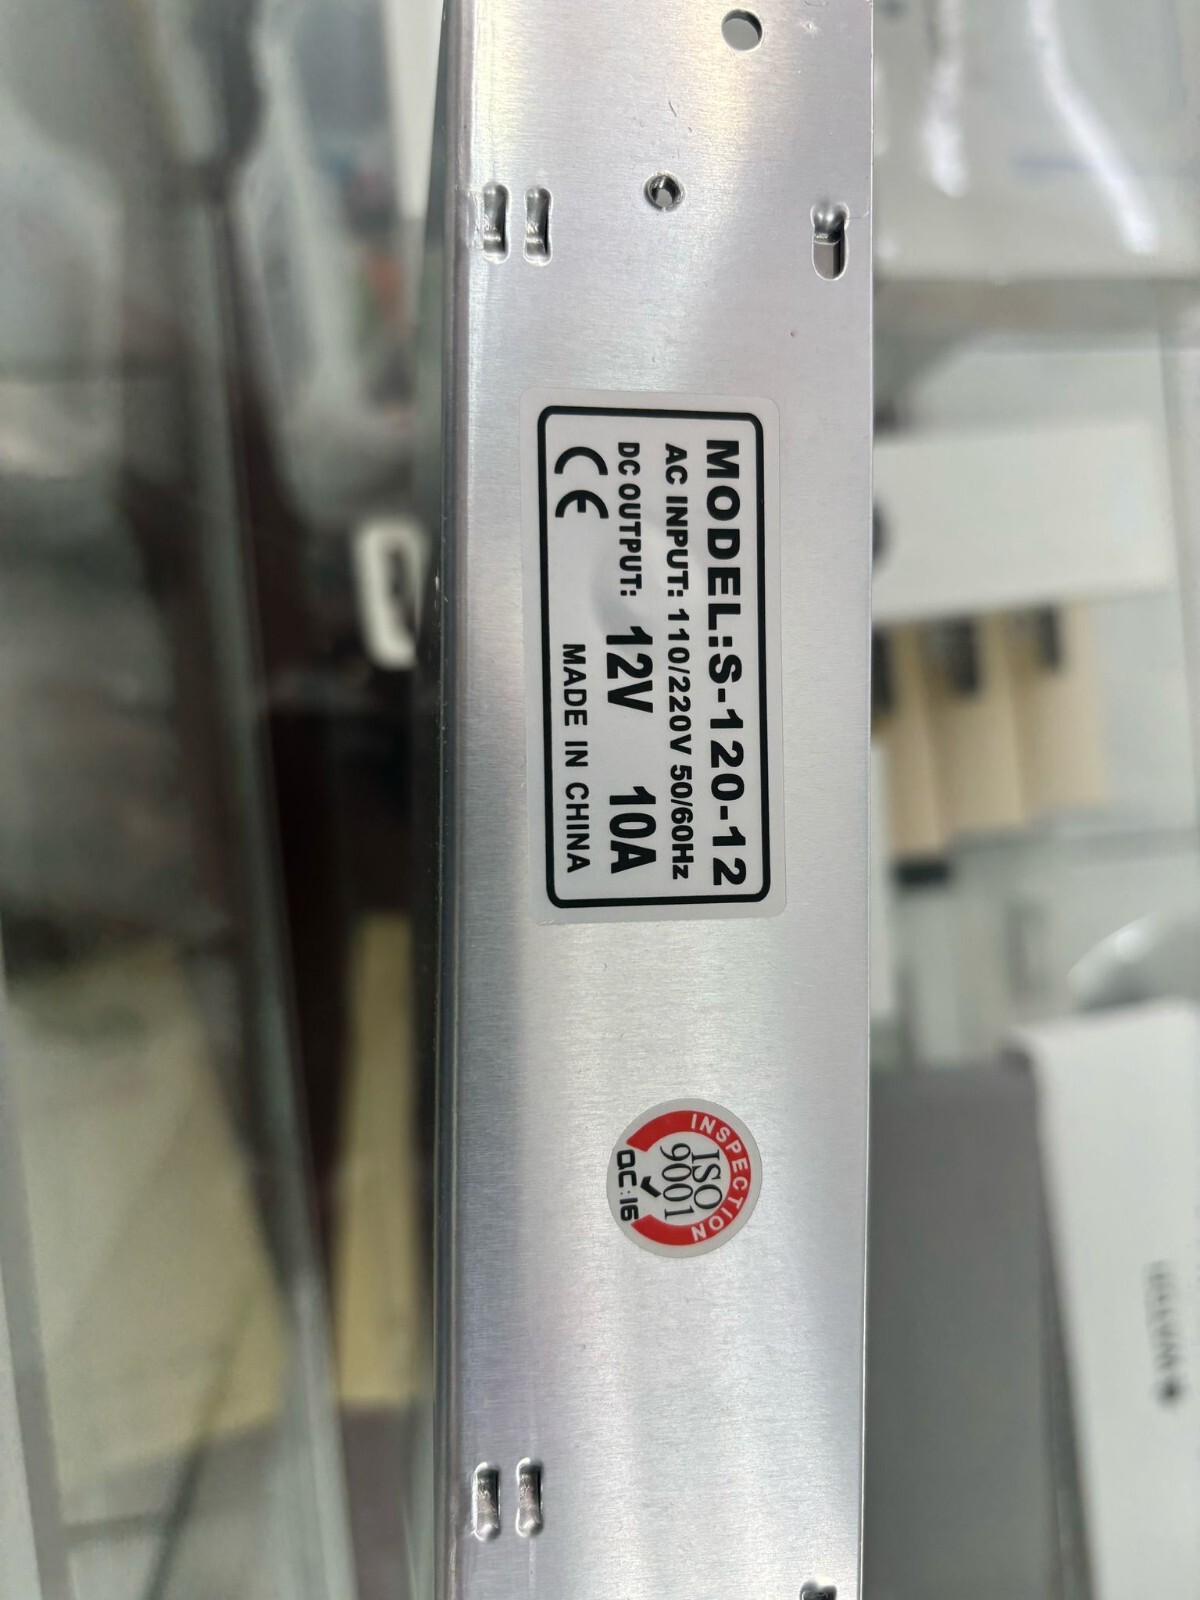 MODEL:S-120-12
AC INPUT: 110/220V 50/60Hz
DC OUTPUT: 12V 10A
CE MADE IN CHINA
INSPECTION
ISO
9001
QC:16